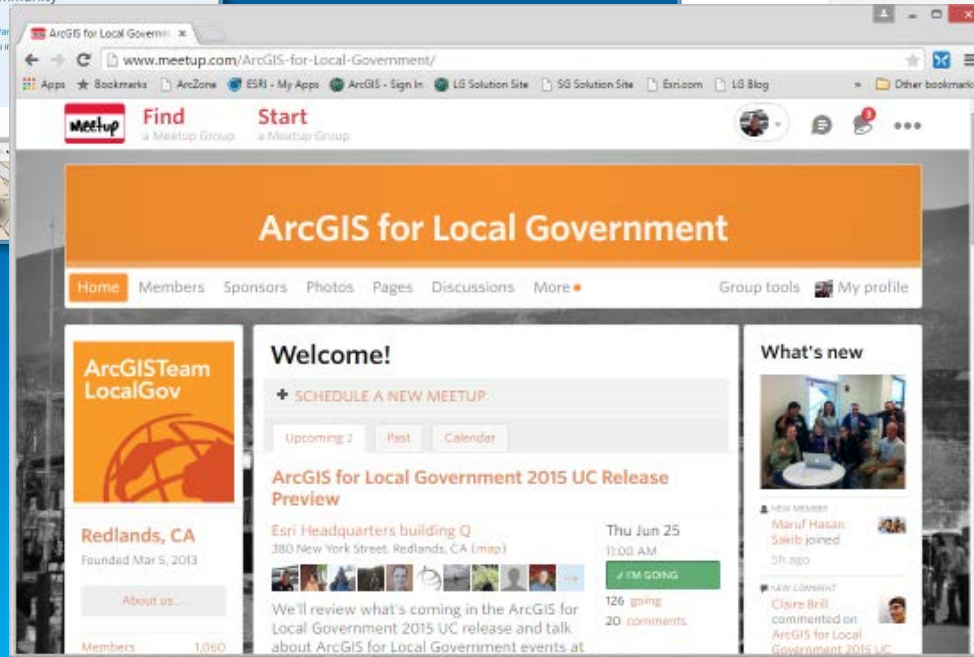 mmunity
ArcGIS for Local Governm
www.meetup.com/ArcGIS-for-Local-Government/
Apps Bookmarks ArcZone ESRI - My Apps ArcGIS - Sign In LG Solution Site SG Solution Site Esri.com LG Blog » Other bookmarks
Meetup
Find
a Meetup Group
Start
a Meetup Group
3
ArcGIS for Local Government
Home Members Sponsors Photos Pages Discussions More
Group tools My profile
ArcGISTeam
LocalGov
Redlands, CA
Founded Mar 5, 2013
About us...
Members 1,060
Welcome!
+ SCHEDULE A NEW MEETUP
Upcoming 2 Past Calendar
ArcGIS for Local Government 2015 UC Release
Preview
Esri Headquarters building Q
380 New York Street, Redlands, CA (map)
Thu Jun 25
11:00 AM
✓ I'M GOING
126 going
20 comments
We'll review what's coming in the ArcGIS for
Local Government 2015 UC release and talk
about ArcGIS for Local Government events at
What's new
NEW MEMBER
Maruf Hasan
Sakib joined
5h ago
NEW COMMENT
Claire Brill
commented on
ArcGIS for Local
Government 2015 UC